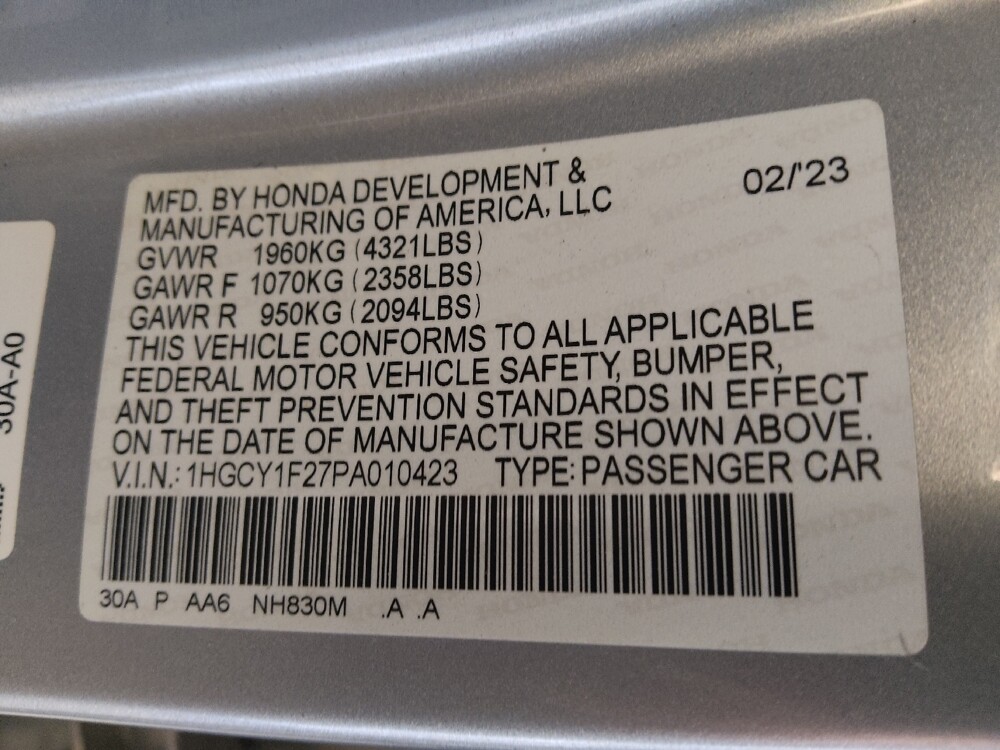 MFD. BY HONDA DEVELOPMENT & 02/'23
MANUFACTURING OF AMERICA, LLC
GVWR 1960KG (4321LBS)
GAWR F 1070KG (2358LBS)
GAWR R 950KG (2094LBS)
THIS VEHICLE CONFORMS TO ALL APPLICABLE
FEDERAL MOTOR VEHICLE SAFETY, BUMPER,
AND THEFT PREVENTION STANDARDS IN EFFECT
ON THE DATE OF MANUFACTURE SHOWN ABOVE.
V.I.N.: 1HGCY1F27PA010423 TYPE: PASSENGER CAR
30A P AA6 NH830M .A .A
30A-A0